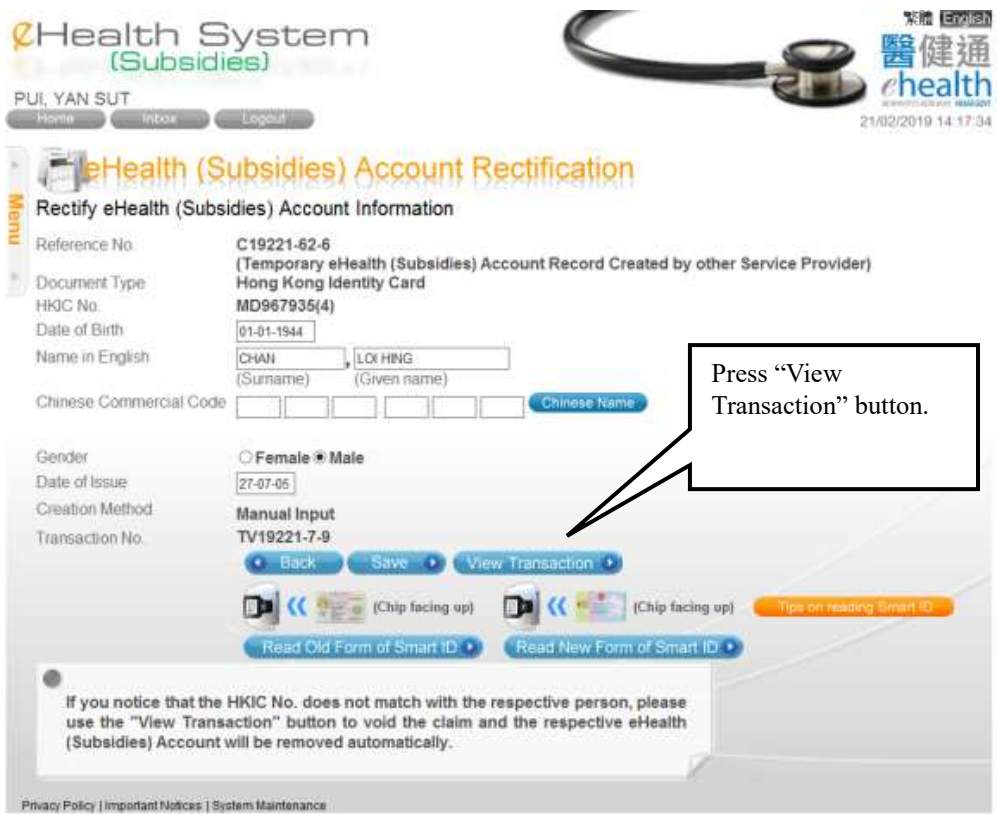 eHealth System
(Subsidies)
繁體 English
醫健通
ehealth
PUI, YAN SUT
Home Inbox Logout
21/02/2019 14:17:34
Menu
eHealth (Subsidies) Account Rectification
Rectify eHealth (Subsidies) Account Information
Reference No. C19221-62-6
(Temporary eHealth (Subsidies) Account Record Created by other Service Provider)
Document Type Hong Kong Identity Card
HKIC No. MD967935(4)
Date of Birth 01-01-1944
Name in English CHAN , LOI HING
(Surname) (Given name)
Chinese Commercial Code Chinese Name
Press “View
Transaction” button.
Gender Female Male
Date of Issue 27-07-05
Creation Method Manual Input
Transaction No. TV19221-7-9
Back Save View Transaction
(Chip facing up) (Chip facing up) Tips on reading Smart ID
Read Old Form of Smart ID Read New Form of Smart ID
If you notice that the HKIC No. does not match with the respective person, please
use the "View Transaction" button to void the claim and the respective eHealth
(Subsidies) Account will be removed automatically.
Privacy Policy | Important Notices | System Maintenance